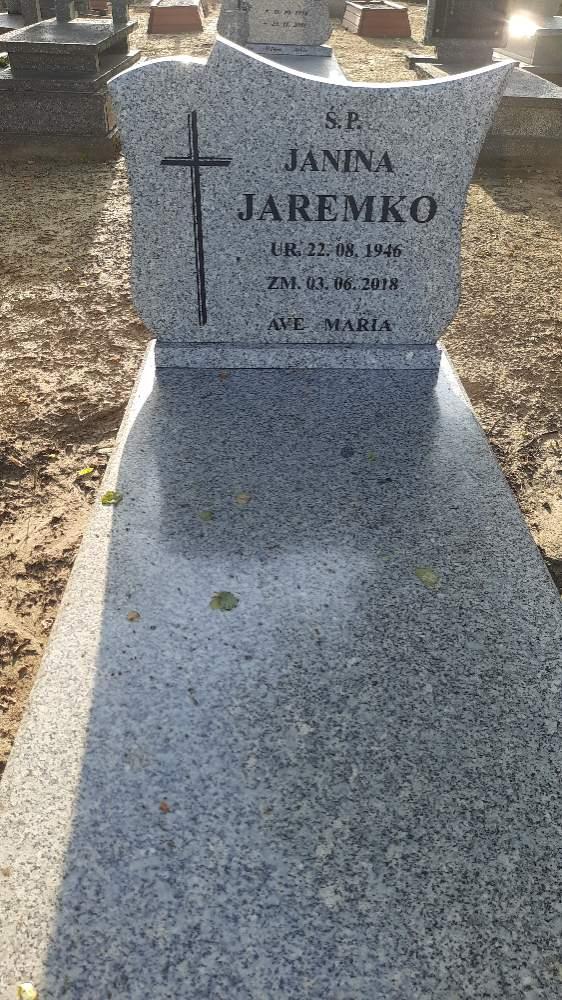 Ś.P.
JANINA
JAREMKO
UR. 22. 08. 1946
ZM. 03. 06. 2018
AVE MARIA